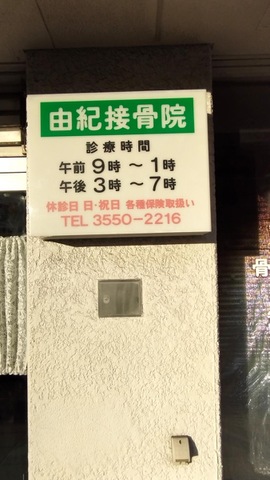 由紀接骨院
診療時間
午前 9時 ～ 1時
午後 3時 ～ 7時
休診日 日・祝日 各種保険取扱い
TEL 3550-2216
骨